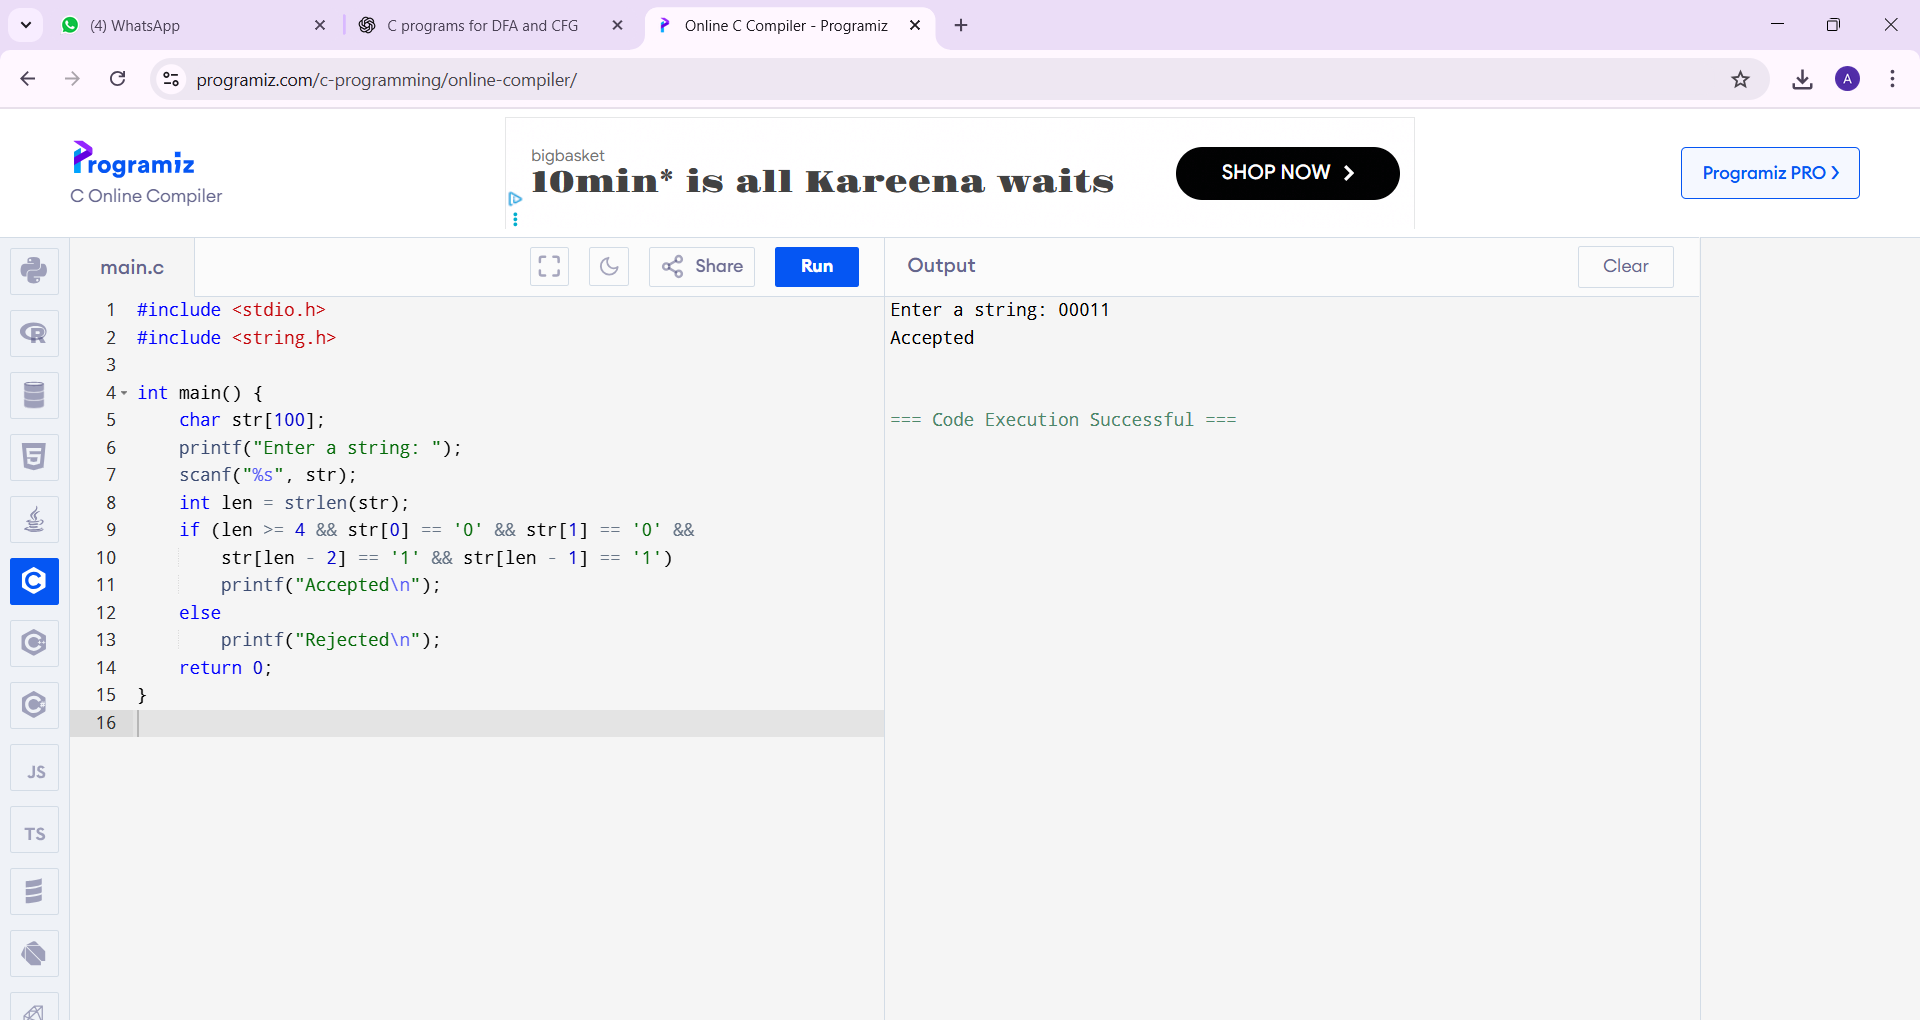 (4) WhatsApp
C programs for DFA and CFG
Online C Compiler - Programiz
programiz.com/c-programming/online-compiler/
A
Programiz
C Online Compiler
bigbasket
10min* is all Kareena waits
SHOP NOW
Programiz PRO
main.c
Share
Run
Output
Clear
1 #include <stdio.h>
2 #include <string.h>
3
4 int main() {
5     char str[100];
6     printf("Enter a string: ");
7     scanf("%s", str);
8     int len = strlen(str);
9     if (len >= 4 && str[0] == '0' && str[1] == '0' &&
10         str[len - 2] == '1' && str[len - 1] == '1')
11         printf("Accepted\n");
12     else
13         printf("Rejected\n");
14     return 0;
15 }
16
Enter a string: 00011
Accepted
=== Code Execution Successful ===
JS
TS